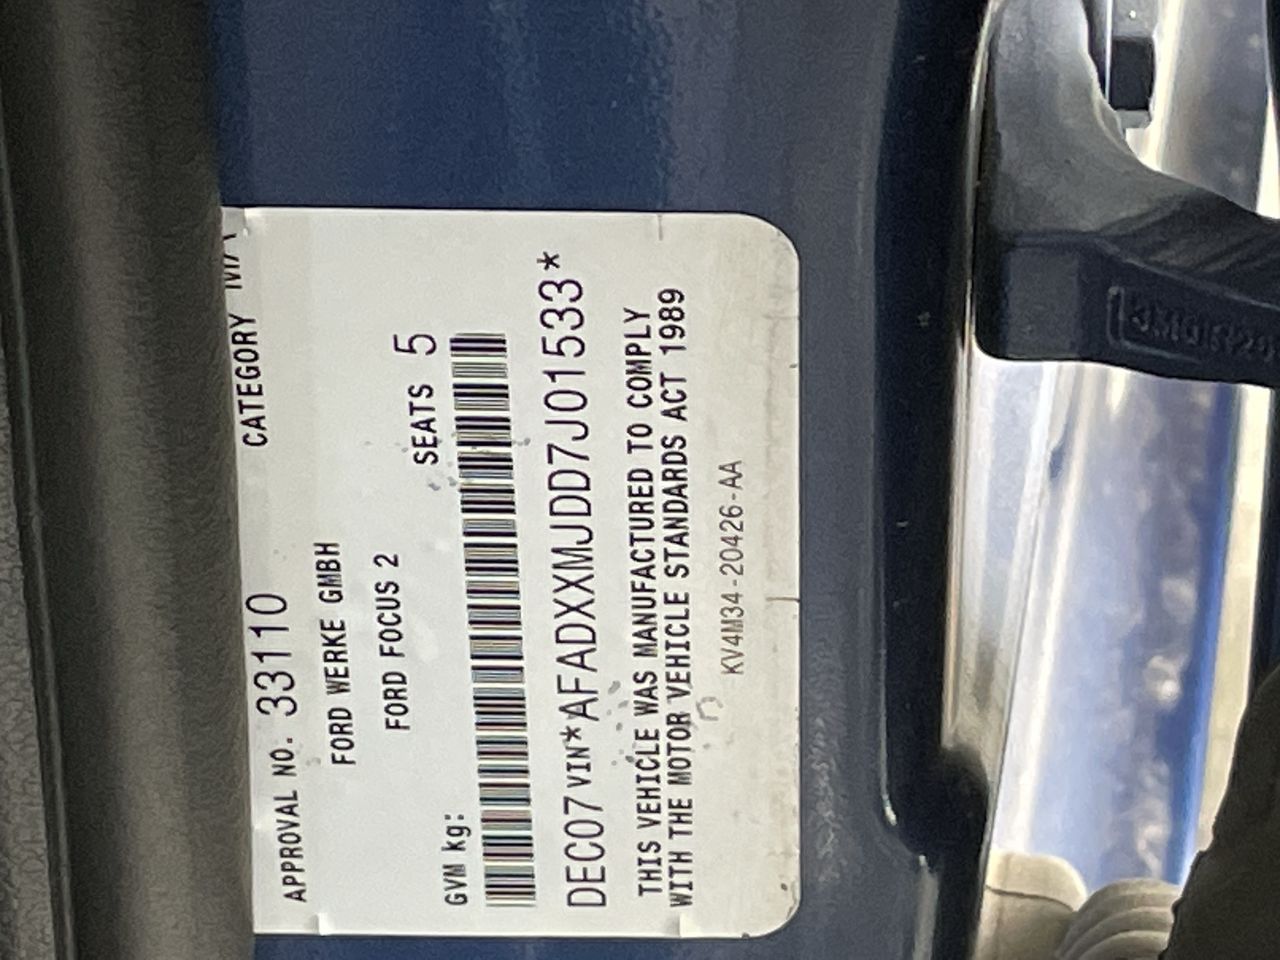 APPROVAL NO. 33110 CATEGORY MA
FORD WERKE GMBH
FORD FOCUS 2
GVM kg: SEATS 5
DEC07 VIN*AFADXXMJDD7J01533*
THIS VEHICLE WAS MANUFACTURED TO COMPLY
WITH THE MOTOR VEHICLE STANDARDS ACT 1989
KV4M34-20426-AA